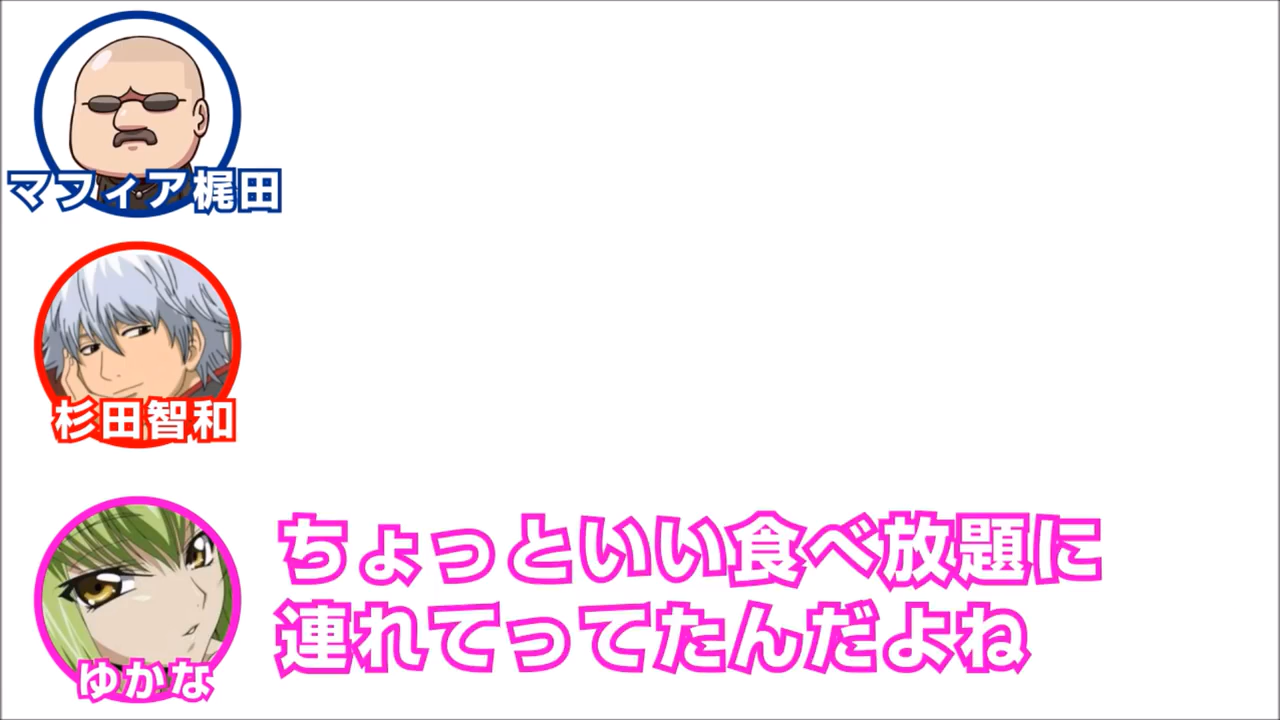 マフィア梶田
杉田智和
ちょっといい食べ放題に
連れてってたんだよね
ゆかな